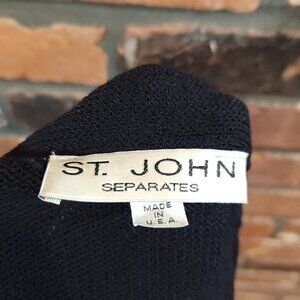 ST. JOHN
SEPARATES
MADE
IN
U.S.A.